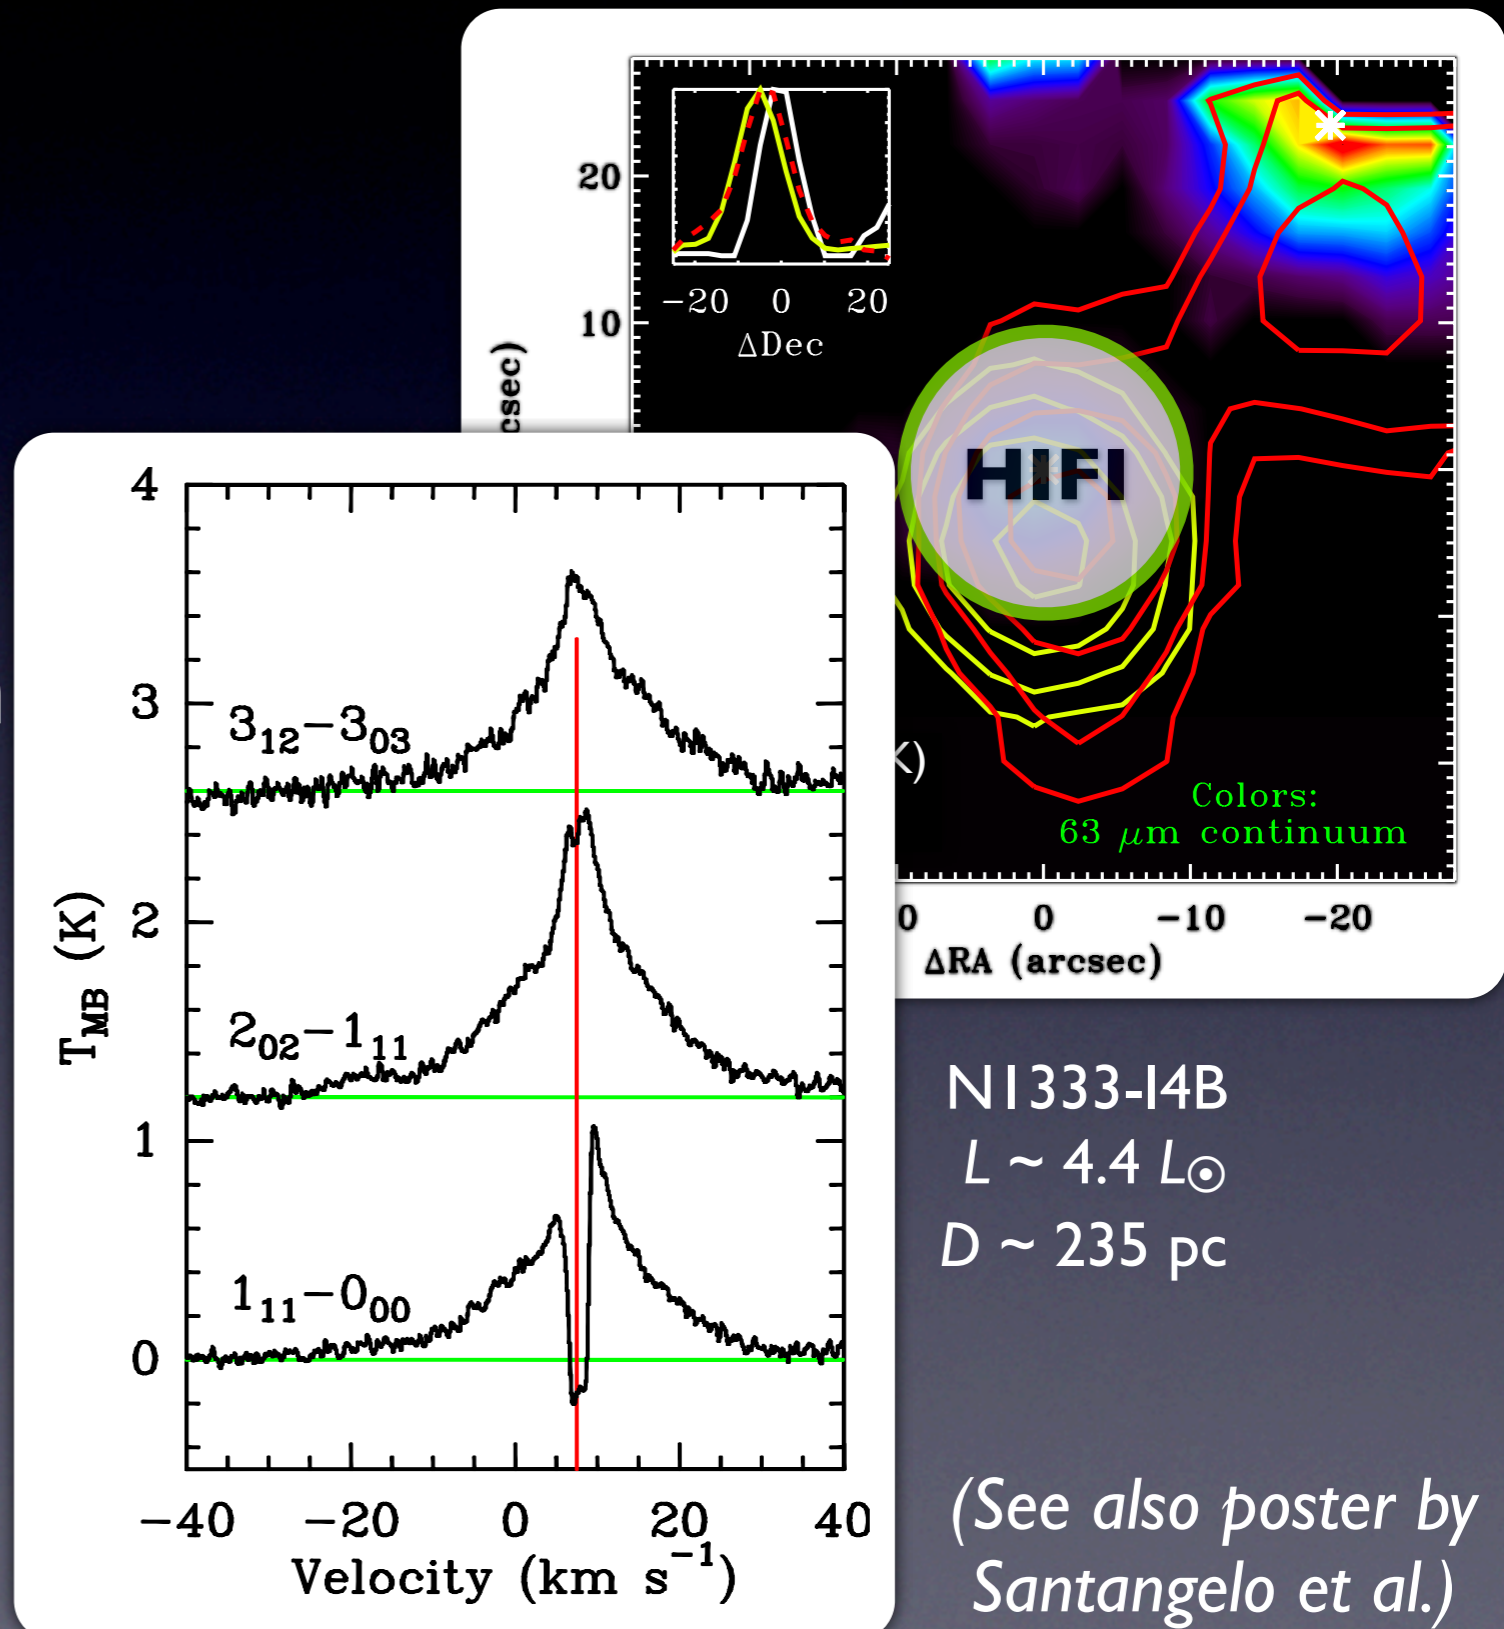 20
10
−20 0 20
ΔDec
csec)
HIFI
K)
Colors:
63 μm continuum
0 0 −10 −20
ΔRA (arcsec)
4
3
2
1
0
T_MB (K)
3₁₂−3₀₃
2₀₂−1₁₁
1₁₁−0₀₀
−40 −20 0 20 40
Velocity (km s⁻¹)
N1333-I4B
L ~ 4.4 L⊙
D ~ 235 pc
(See also poster by
Santangelo et al.)